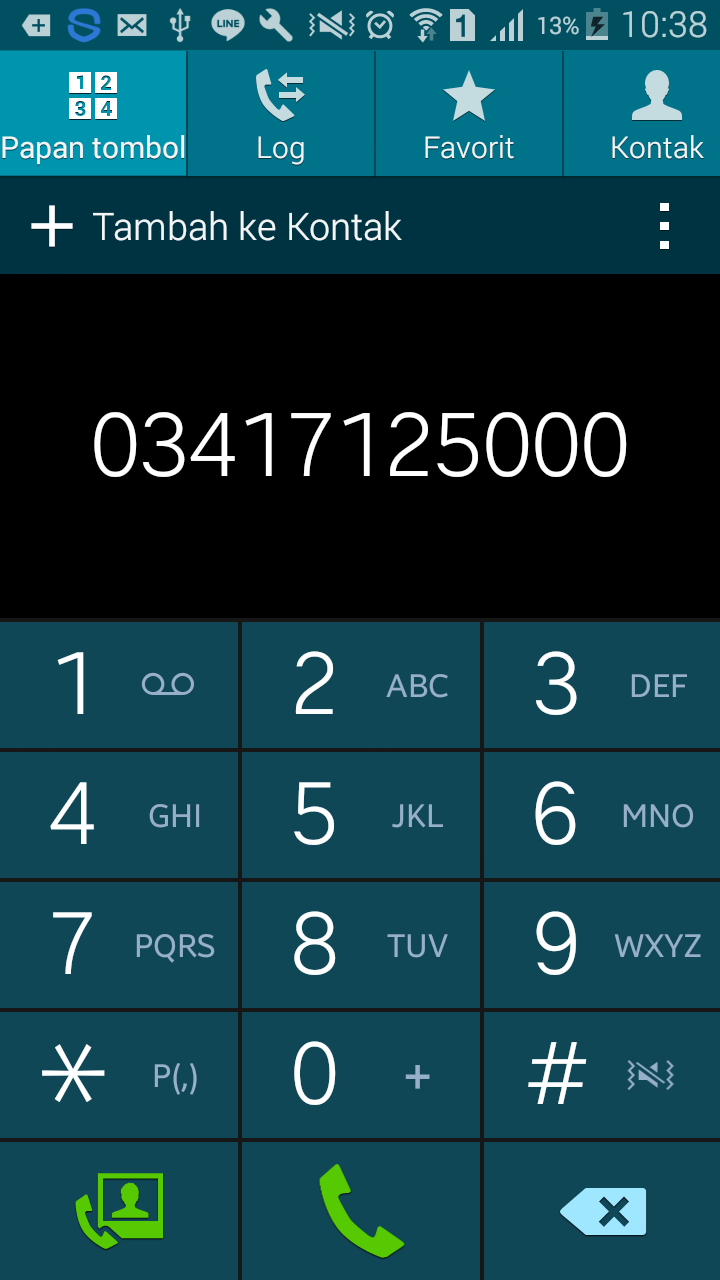 LINE 1 13% 10:38
1 2
3 4
Papan tombol Log Favorit Kontak
+ Tambah ke Kontak
03417125000
1 2 ABC 3 DEF
4 GHI 5 JKL 6 MNO
7 PQRS 8 TUV 9 WXYZ
* P(,) 0 + #